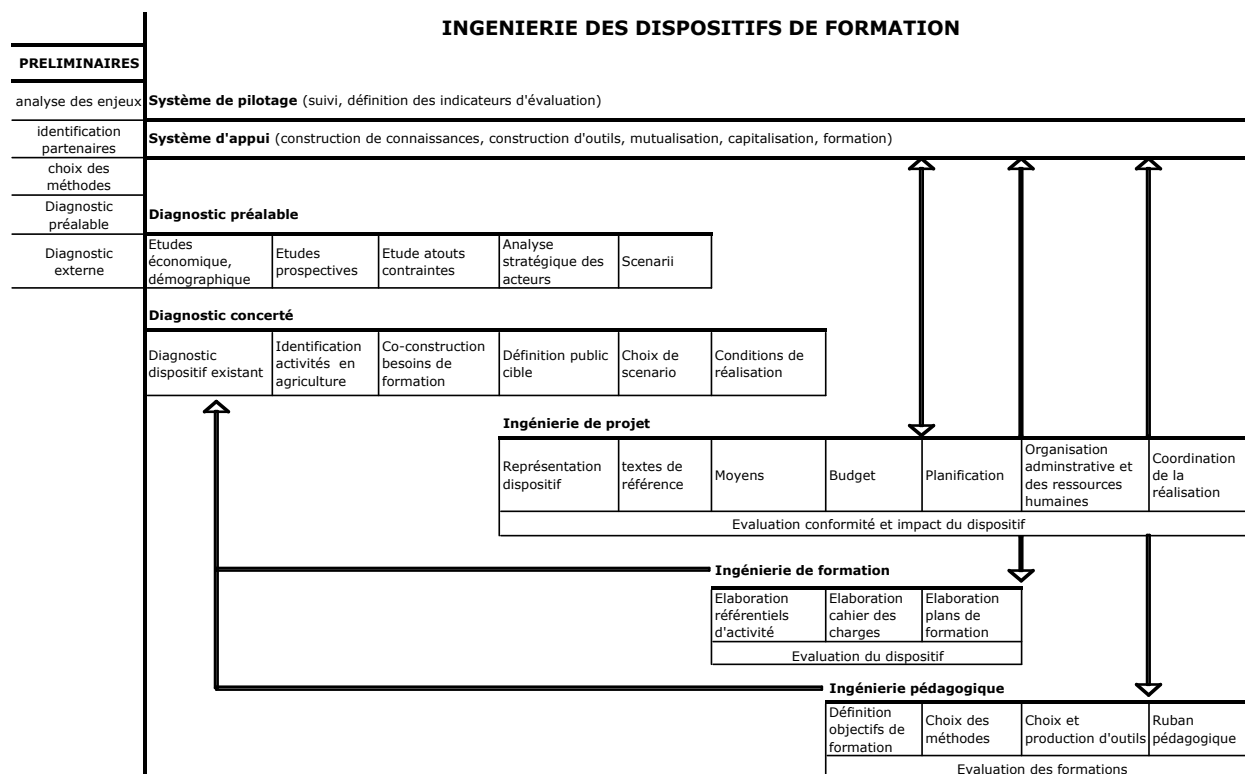 INGENIERIE DES DISPOSITIFS DE FORMATION
PRELIMINAIRES
analyse des enjeux
Système de pilotage (suivi, définition des indicateurs d'évaluation)
identification
partenaires
Système d'appui (construction de connaissances, construction d'outils, mutualisation, capitalisation, formation)
choix des
méthodes
Diagnostic
préalable
Diagnostic préalable
Diagnostic
externe
Etudes
économique,
démographique
Etudes
prospectives
Etude atouts
contraintes
Analyse
stratégique des
acteurs
Scenarii
Diagnostic concerté
Diagnostic
dispositif existant
Identification
activités en
agriculture
Co-construction
besoins de
formation
Définition public
cible
Choix de
scenario
Conditions de
réalisation
Ingénierie de projet
Représentation
dispositif
textes de
référence
Moyens
Budget
Planification
Organisation
adminstrative et
des ressources
humaines
Coordination
de la
réalisation
Evaluation conformité et impact du dispositif
Ingénierie de formation
Elaboration
référentiels
d'activité
Elaboration
cahier des
charges
Elaboration
plans de
formation
Evaluation du dispositif
Ingénierie pédagogique
Définition
objectifs de
formation
Choix des
méthodes
Choix et
production d'outils
Ruban
pédagogique
Evaluation des formations